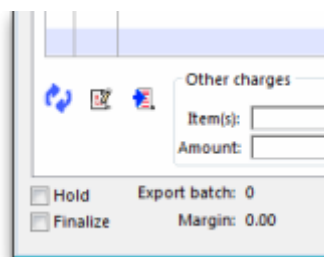 Other charges
Item(s):
Amount:
Hold Export batch: 0
Finalize Margin: 0.00